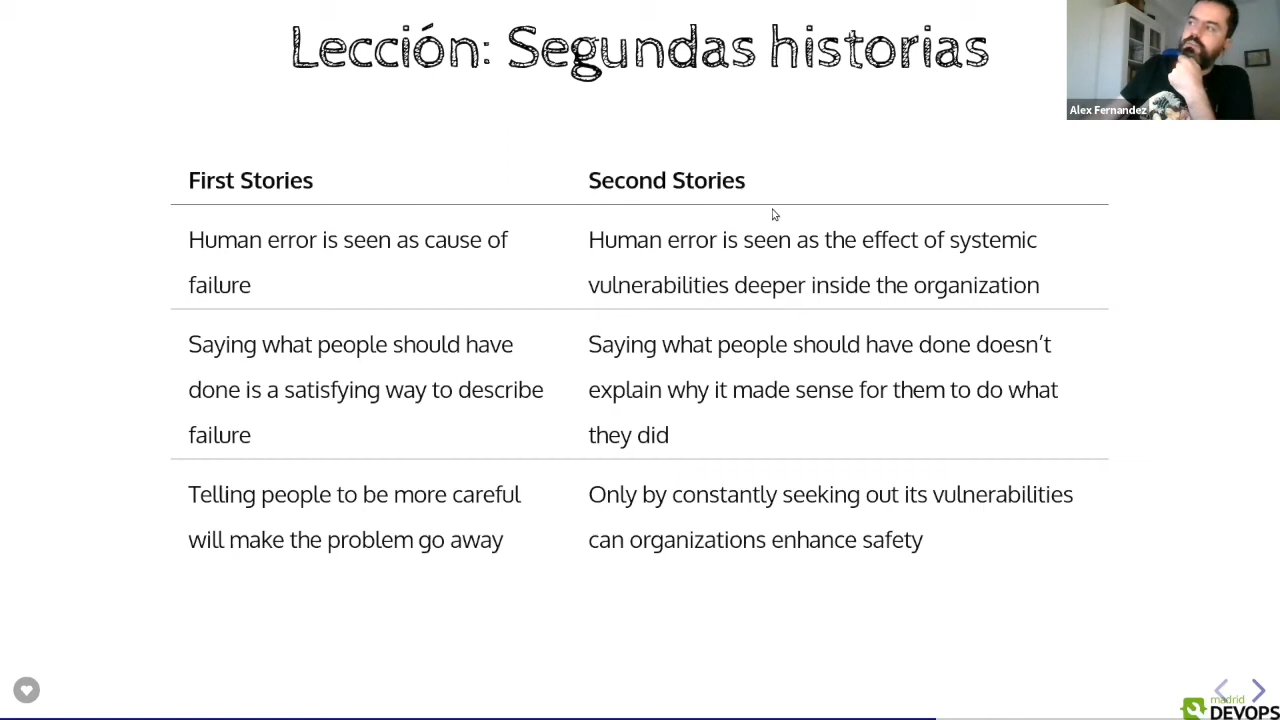 Lección: Segundas historias
Alex Fernandez
First Stories
Second Stories
Human error is seen as cause of
failure
Human error is seen as the effect of systemic
vulnerabilities deeper inside the organization
Saying what people should have
done is a satisfying way to describe
failure
Saying what people should have done doesn't
explain why it made sense for them to do what
they did
Telling people to be more careful
will make the problem go away
Only by constantly seeking out its vulnerabilities
can organizations enhance safety
madrid
DEVOPS